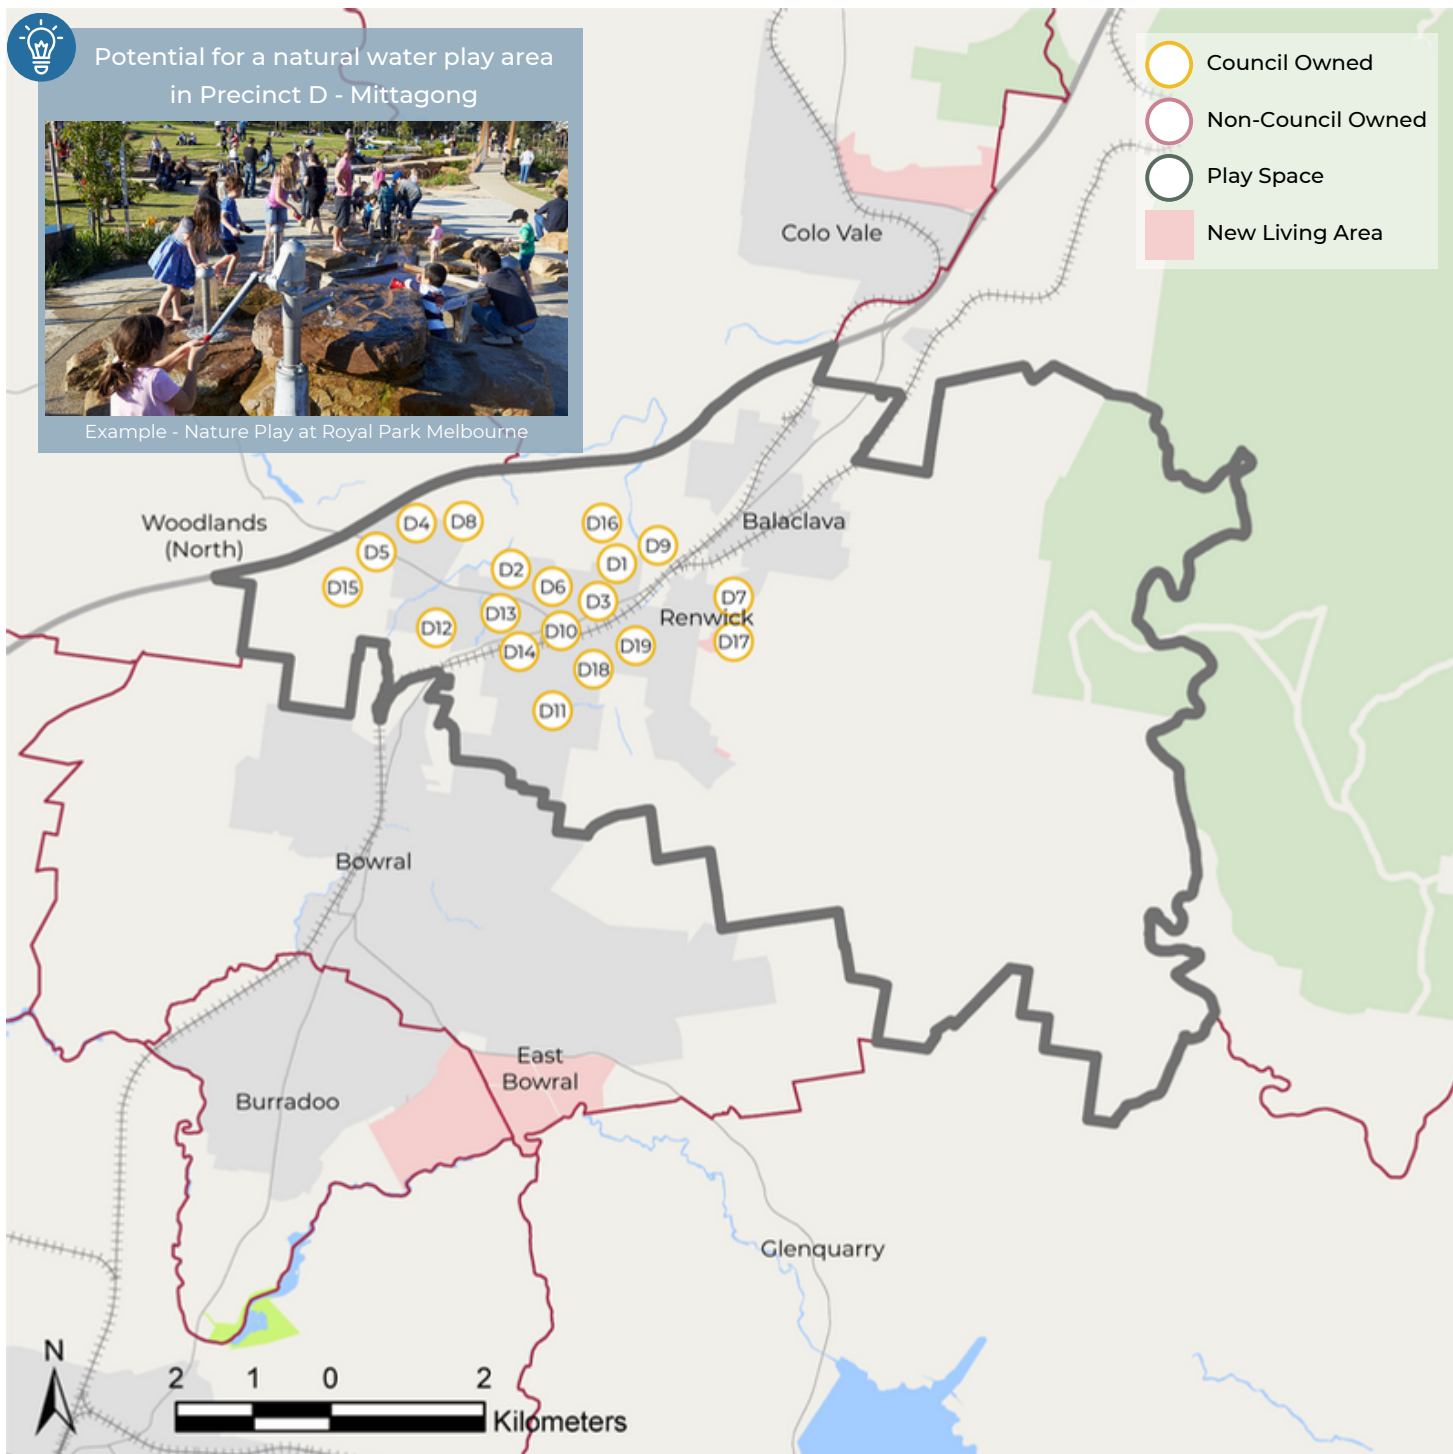 Potential for a natural water play area
in Precinct D - Mittagong
Example - Nature Play at Royal Park Melbourne
Council Owned
Non-Council Owned
Play Space
New Living Area
Colo Vale
Woodlands
(North)
Balaclava
D4
D8
D16
D5
D9
D1
D2
D15
D6
D7
D3
D13
Renwick
D12
D10
D17
D14
D19
D18
D11
Bowral
East
Bowral
Burradoo
Glenquarry
N
2 1 0 2
Kilometers